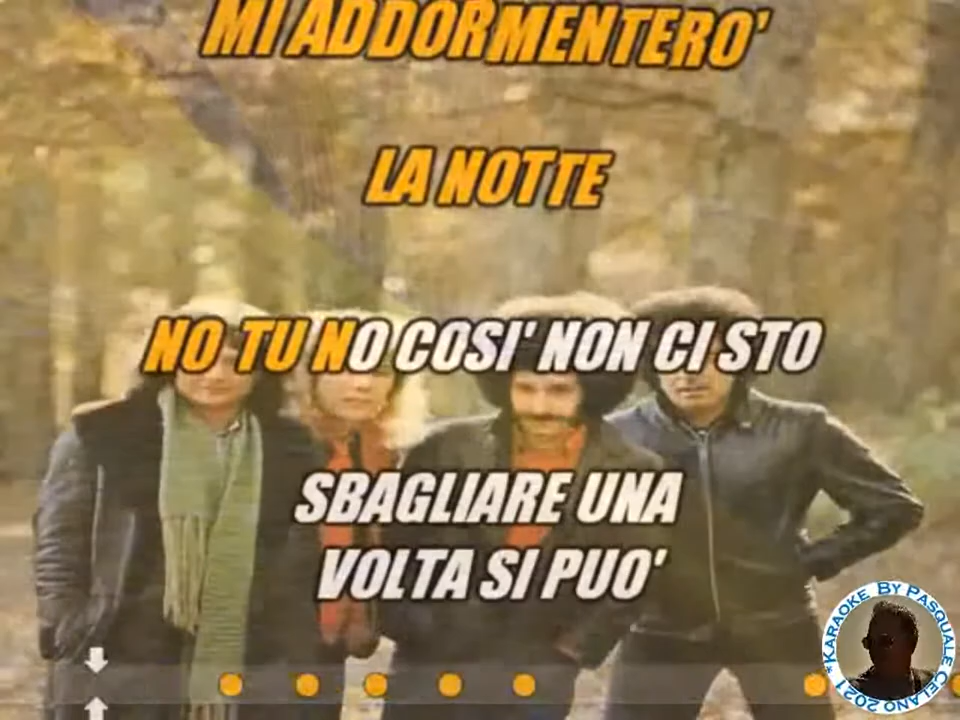 MI ADDORMENTERO'
LA NOTTE
NO TU NO COSI' NON CI STO
SBAGLIARE UNA
VOLTA SI PUO'
*KARAOKE BY PASQUALE CELANO 2021